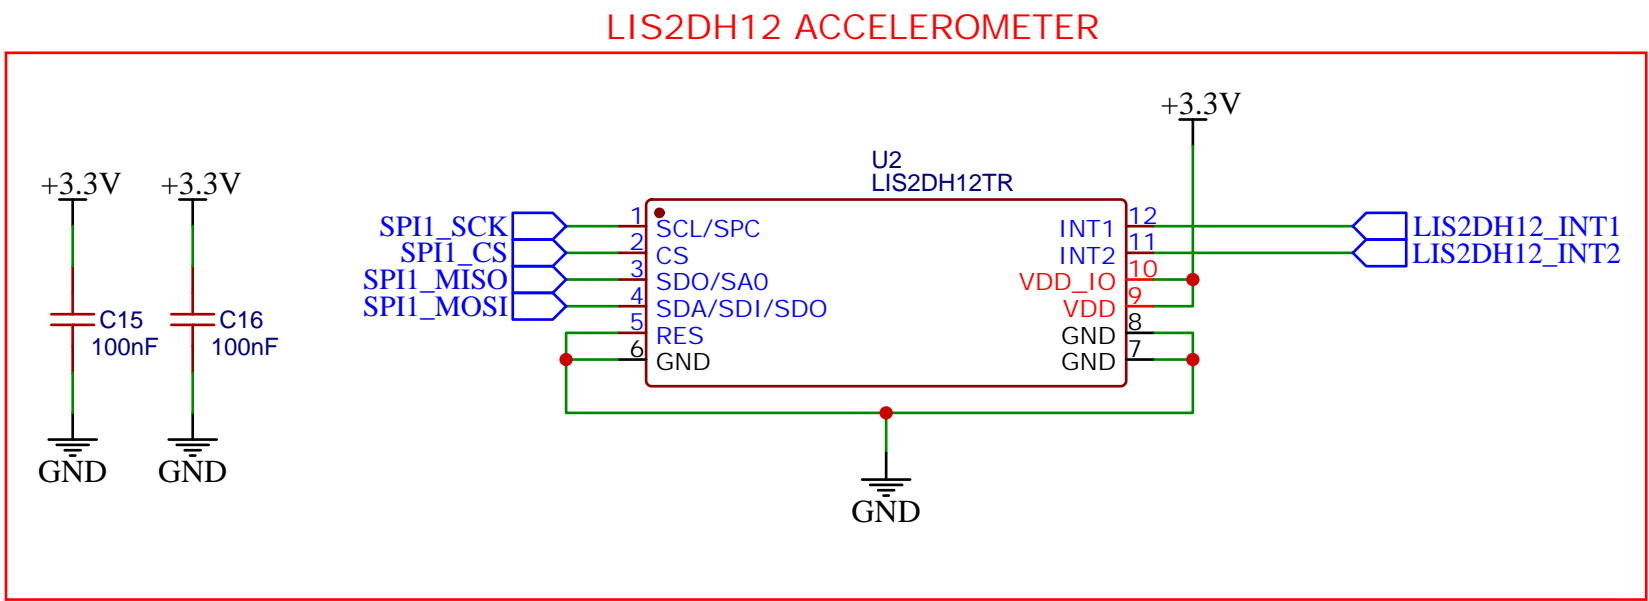 LIS2DH12 ACCELEROMETER
+3.3V
+3.3V
C15
100nF
C16
100nF
GND
GND
U2
LIS2DH12TR
SPI1_SCK
SPI1_CS
SPI1_MISO
SPI1_MOSI
1
2
3
4
5
6
SCL/SPC
CS
SDO/SA0
SDA/SDI/SDO
RES
GND
INT1
INT2
VDD_IO
VDD
GND
GND
12
11
10
9
8
7
+3.3V
LIS2DH12_INT1
LIS2DH12_INT2
GND